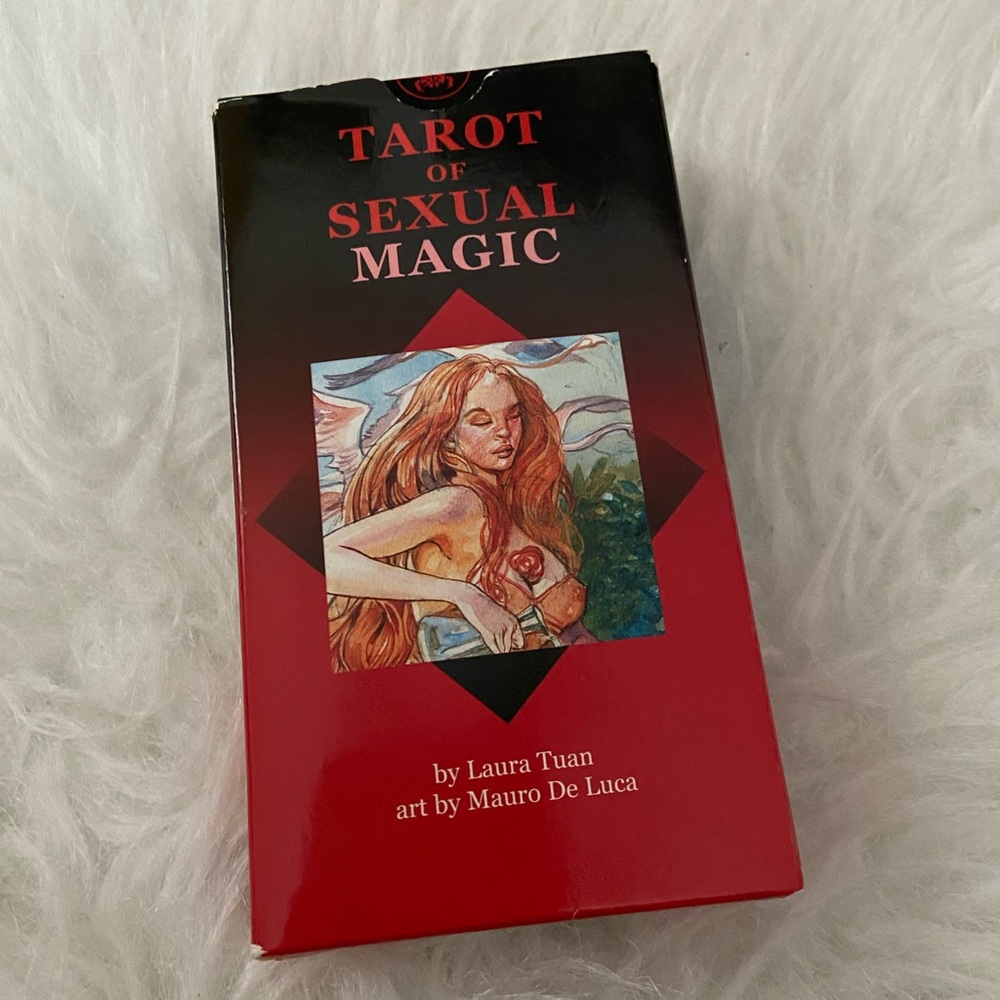 TAROT
OF
SEXUAL
MAGIC
by Laura Tuan
art by Mauro De Luca